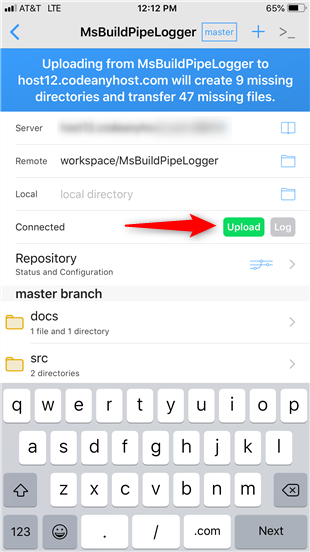 AT&T LTE 12:12 PM 65%
MsBuildPipeLogger master + >_
Uploading from MsBuildPipeLogger to
host12.codeanyhost.com will create 9 missing
directories and transfer 47 missing files.
Server
Remote workspace/MsBuildPipeLogger
Local local directory
Connected Upload Log
Repository
Status and Configuration
master branch
docs
1 file and 1 directory
src
2 directories
q w e r t y u i o p
a s d f g h j k l
z x c v b n m
123 . / .com Next